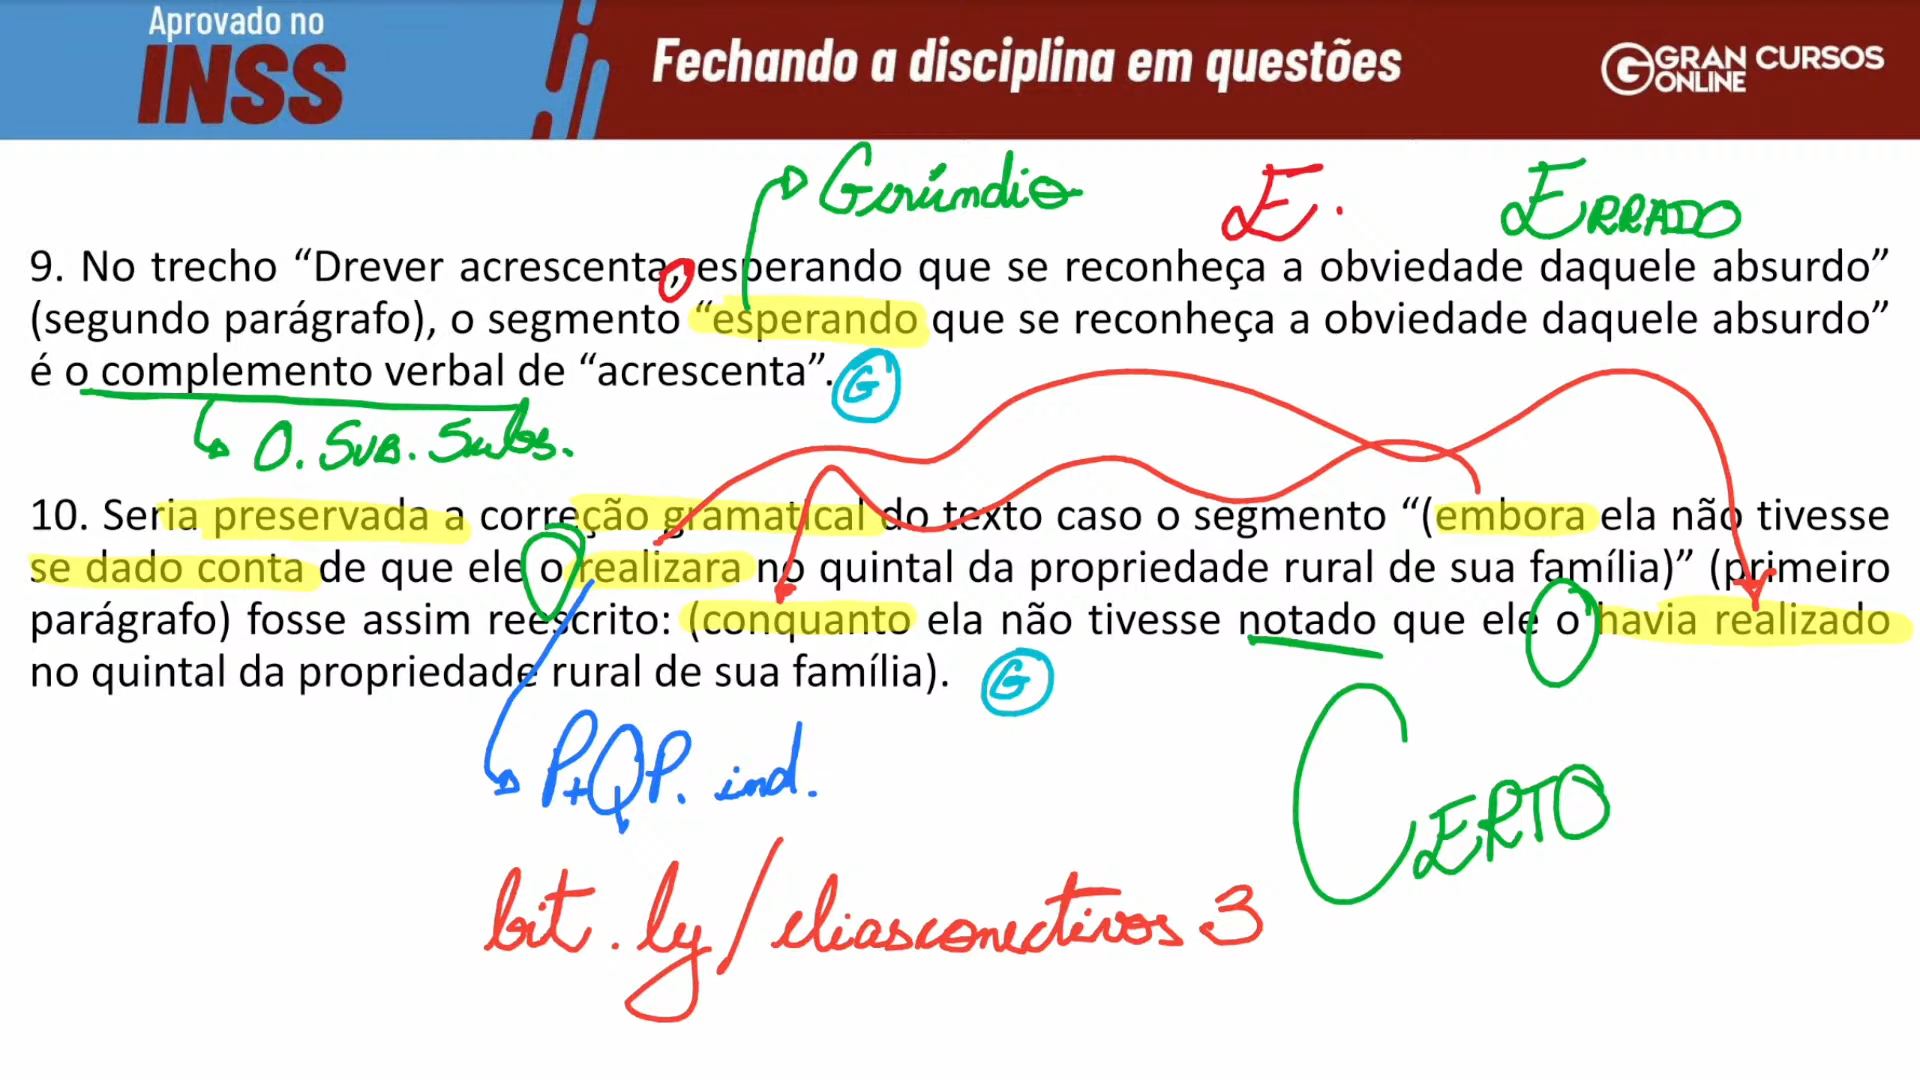 Aprovado no
INSS
Fechando a disciplina em questões
GRAN CURSOS
ONLINE
Gerúndio
E.
ERRADO
9. No trecho “Drever acrescenta, esperando que se reconheça a obviedade daquele absurdo”
(segundo parágrafo), o segmento “esperando que se reconheça a obviedade daquele absurdo”
é o complemento verbal de “acrescenta”.
G
O. Sub. Subs.
10. Seria preservada a correção gramatical do texto caso o segmento “(embora ela não tivesse
se dado conta de que ele o realizara no quintal da propriedade rural de sua família)” (primeiro
parágrafo) fosse assim reescrito: (conquanto ela não tivesse notado que ele o havia realizado
no quintal da propriedade rural de sua família).
G
P+QP. ind.
CERTO
bit.ly/eliasconectivos3